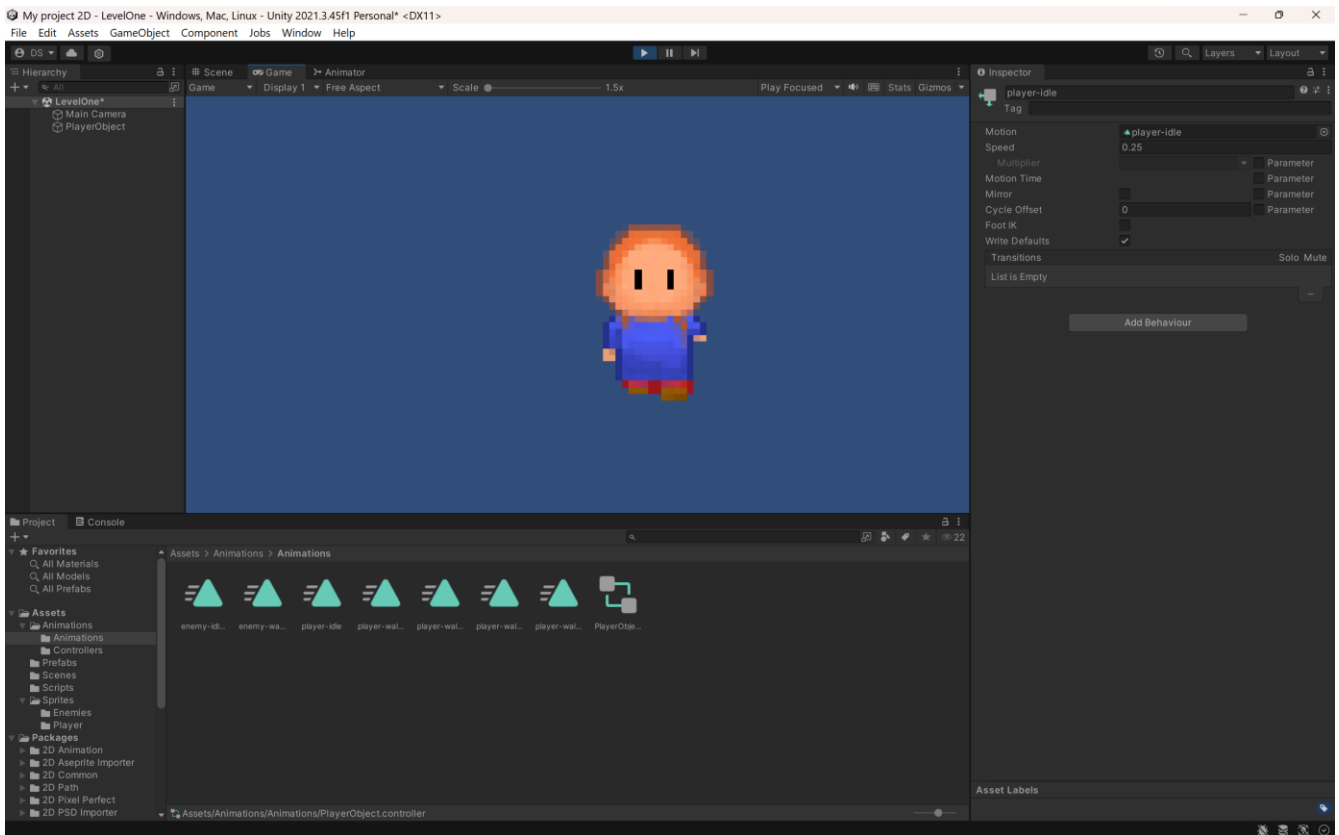 My project 2D - LevelOne - Windows, Mac, Linux - Unity 2021.3.45f1 Personal* <DX11>
File Edit Assets GameObject Component Jobs Window Help
DS Layers Layout
Hierarchy
All
LevelOne*
Main Camera
PlayerObject
Scene Game Animator
Game Display 1 Free Aspect Scale 1.5x Play Focused Stats Gizmos
Inspector
player-idle
Tag
Motion player-idle
Speed 0.25
Multiplier Parameter
Motion Time Parameter
Mirror Parameter
Cycle Offset 0 Parameter
Foot IK
Write Defaults
Transitions Solo Mute
List is Empty
Add Behaviour
Project Console
22
Favorites
All Materials
All Models
All Prefabs
Assets
Animations
Animations
Controllers
Prefabs
Scenes
Scripts
Sprites
Enemies
Player
Packages
2D Animation
2D Aseprite Importer
2D Common
2D Path
2D Pixel Perfect
2D PSD Importer
Assets > Animations > Animations
enemy-idl... enemy-wa... player-idle player-wal... player-wal... player-wal... player-wal... PlayerObje...
Assets/Animations/Animations/PlayerObject.controller
Asset Labels